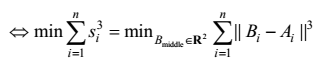 ⇔ min ∑_{i=1}^{n} s_i^3 = min_{B_middle ∈ R^2} ∑_{i=1}^{n} || B_i − A_i ||^3